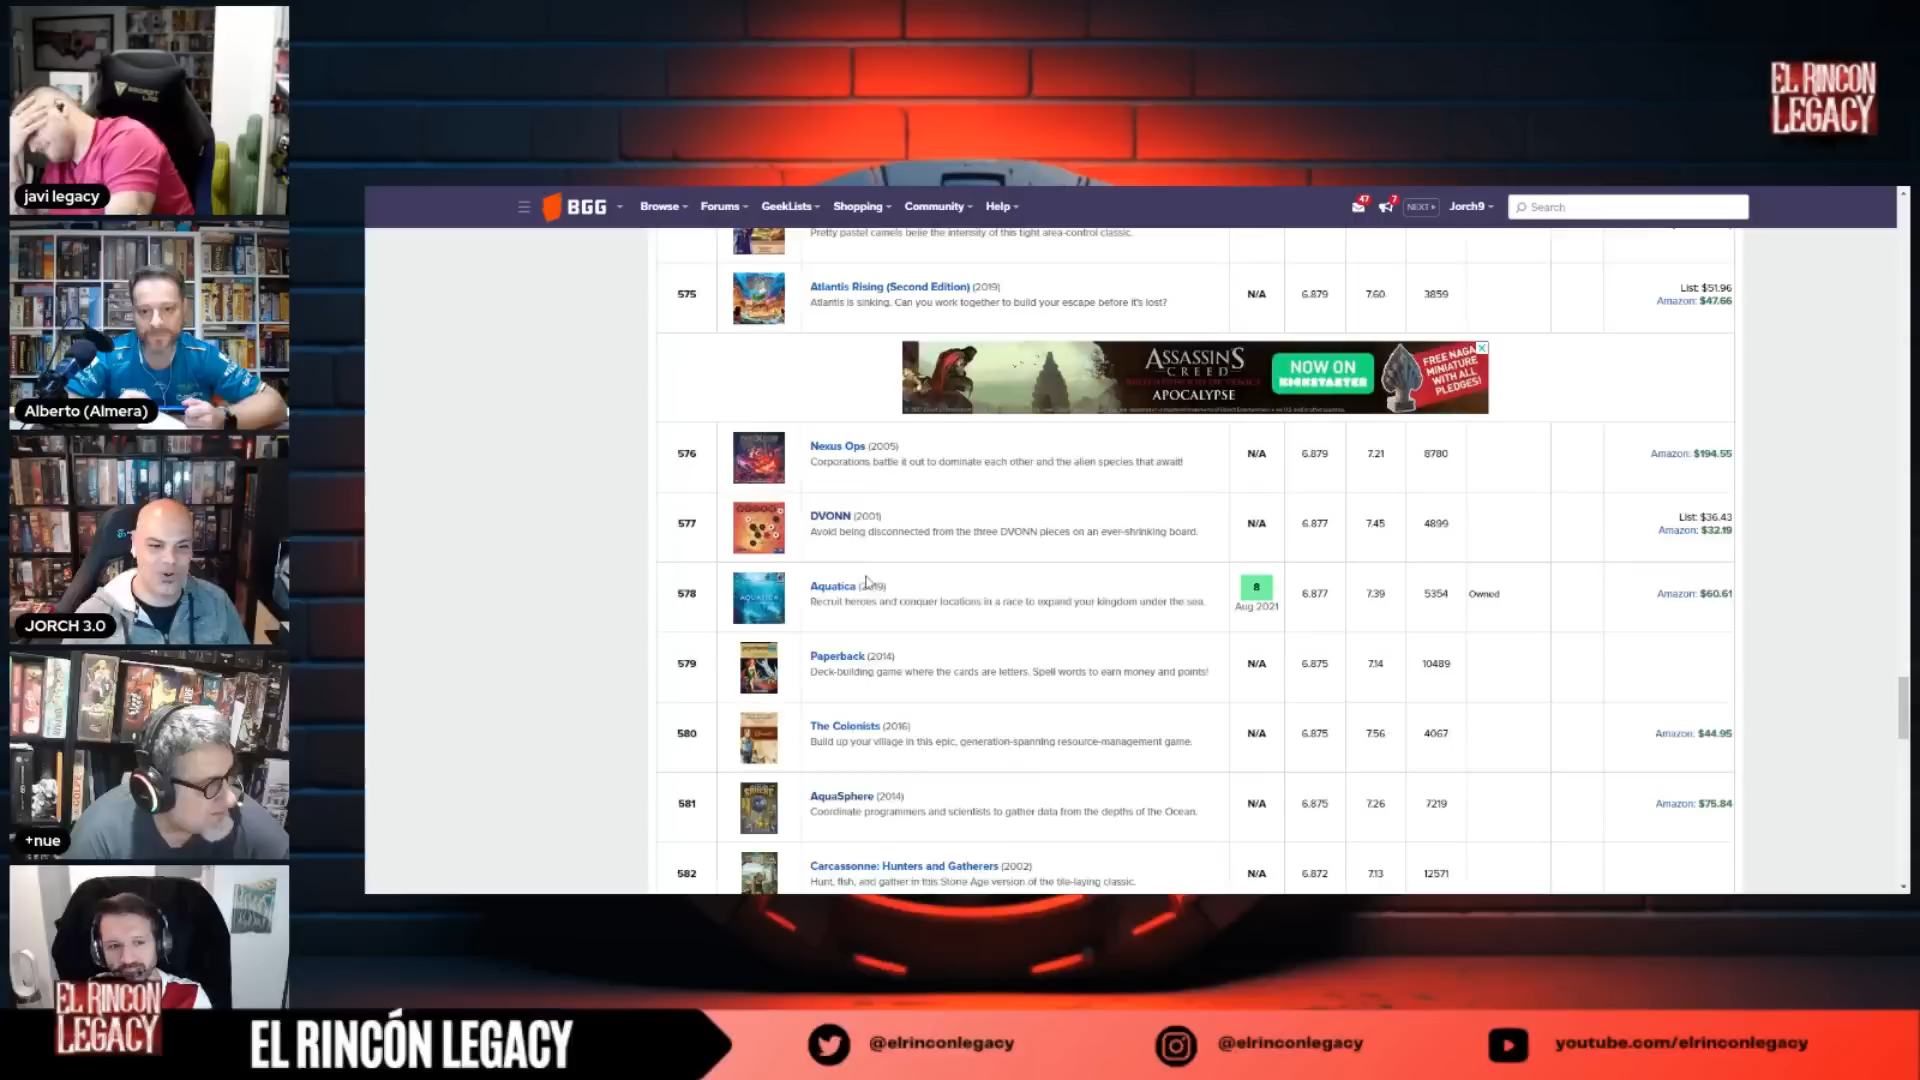 javi legacy
Alberto (Almera)
JORCH 3.0
+nue
EL RINCON
LEGACY
BGG
Browse
Forums
GeekLists
Shopping
Community
Help
47
7
NEXT
Jorch9
Search
Pretty pastel camels belie the intensity of this tight area-control classic.
575
Atlantis Rising (Second Edition) (2019)
Atlantis is sinking. Can you work together to build your escape before it's lost?
N/A
6.879
7.60
3859
List: $51.96
Amazon: $47.66
ASSASSIN'S
CREED
APOCALYPSE
NOW ON
KICKSTARTER
FREE NAGA
MINIATURE
WITH ALL
PLEDGES!
576
Nexus Ops (2005)
Corporations battle it out to dominate each other and the alien species that await!
N/A
6.879
7.21
8780
Amazon: $194.55
577
DVONN (2001)
Avoid being disconnected from the three DVONN pieces on an ever-shrinking board.
N/A
6.877
7.45
4899
List: $36.43
Amazon: $32.19
578
AQUATICA
Aquatica (2019)
Recruit heroes and conquer locations in a race to expand your kingdom under the sea.
8
Aug 2021
6.877
7.39
5354
Owned
Amazon: $60.61
579
Paperback (2014)
Deck-building game where the cards are letters. Spell words to earn money and points!
N/A
6.875
7.14
10489
580
The Colonists (2016)
Build up your village in this epic, generation-spanning resource-management game.
N/A
6.875
7.56
4067
Amazon: $44.95
581
AquaSphere (2014)
Coordinate programmers and scientists to gather data from the depths of the Ocean.
N/A
6.875
7.26
7219
Amazon: $75.84
582
Carcassonne: Hunters and Gatherers (2002)
Hunt, fish, and gather in this Stone Age version of the tile-laying classic.
N/A
6.872
7.13
12571
EL RINCON
LEGACY
EL RINCÓN LEGACY
@elrinconlegacy
@elrinconlegacy
youtube.com/elrinconlegacy